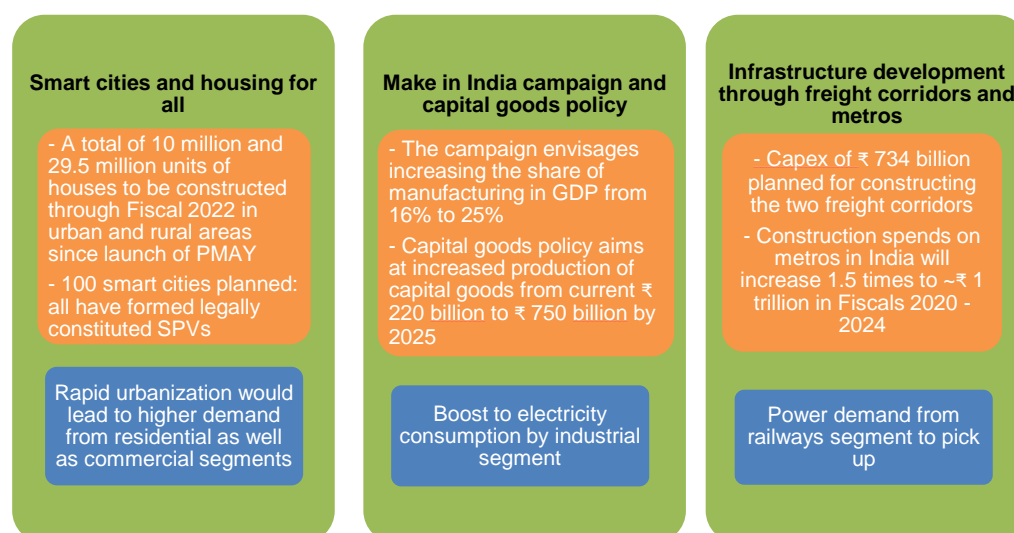 Smart cities and housing for
all
- A total of 10 million and
29.5 million units of
houses to be constructed
through Fiscal 2022 in
urban and rural areas
since launch of PMAY
- 100 smart cities planned:
all have formed legally
constituted SPVs
Rapid urbanization would
lead to higher demand
from residential as well
as commercial segments
Make in India campaign and
capital goods policy
- The campaign envisages
increasing the share of
manufacturing in GDP from
16% to 25%
- Capital goods policy aims
at increased production of
capital goods from current ₹
220 billion to ₹ 750 billion by
2025
Boost to electricity
consumption by industrial
segment
Infrastructure development
through freight corridors and
metros
- Capex of ₹ 734 billion
planned for constructing
the two freight corridors
- Construction spends on
metros in India will
increase 1.5 times to ~₹ 1
trillion in Fiscals 2020 -
2024
Power demand from
railways segment to pick
up